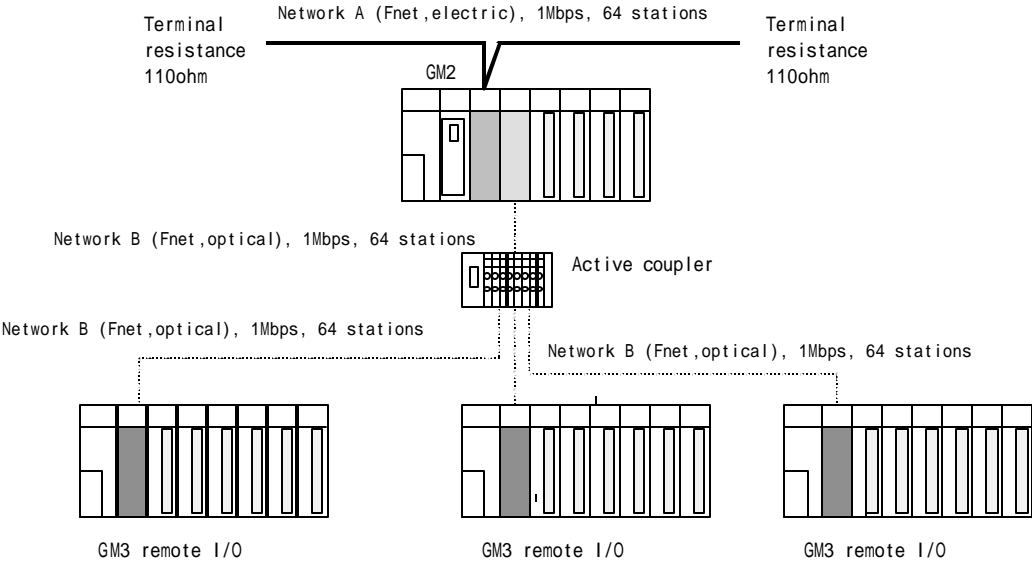 Network A (Fnet,electric), 1Mbps, 64 stations
Terminal
resistance
110ohm
Terminal
resistance
110ohm
GM2
Network B (Fnet,optical), 1Mbps, 64 stations
Active coupler
Network B (Fnet,optical), 1Mbps, 64 stations
Network B (Fnet,optical), 1Mbps, 64 stations
GM3 remote I/O
GM3 remote I/O
GM3 remote I/O